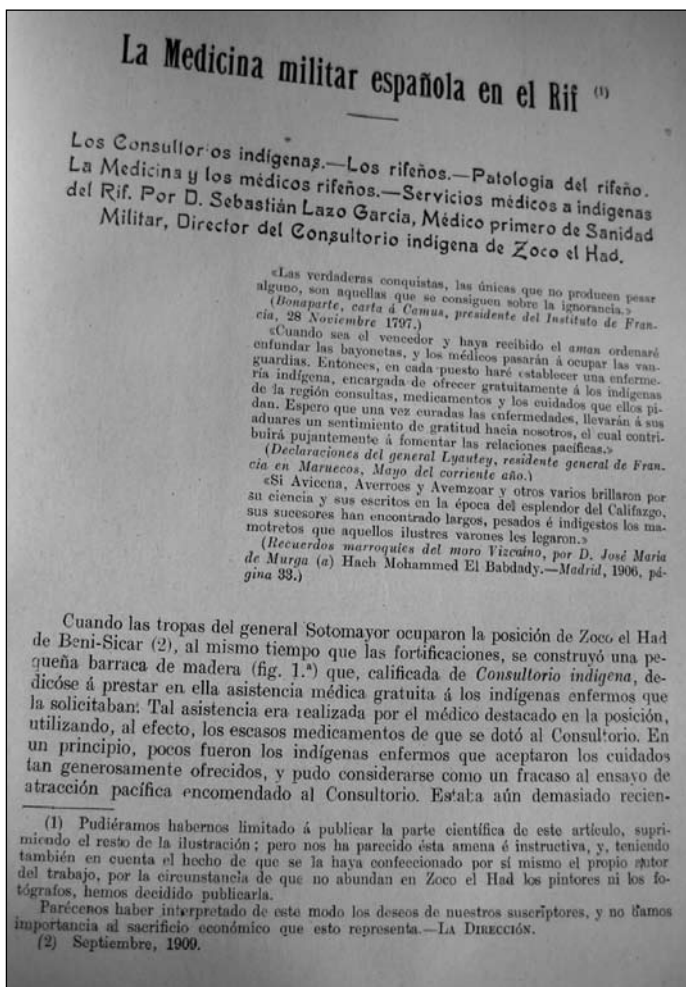 La Medicina militar española en el Rif (1)
Los Consultorios indígenas.—Los rifeños.—Patología del rifeño.
La Medicina y los médicos rifeños.—Servicios médicos a indígenas
del Rif. Por D. Sebastián Lazo García, Médico primero de Sanidad
Militar, Director del Consultorio indígena de Zoco el Had.
«Las verdaderas conquistas, las únicas que no producen pesar
alguno, son aquellas que se consiguen sobre la ignorancia.»
(Bonaparte, carta á Camus, presidente del Instituto de Fran-
cia, 28 Noviembre 1797.)
«Cuando sea el vencedor y haya recibido el aman ordenaré
enfundar las bayonetas, y los médicos pasarán á ocupar las van-
guardias. Entonces, en cada puesto haré establecer una enferme-
ría indígena, encargada de ofrecer gratuitamente á los indígenas
de la región consultas, medicamentos y los cuidados que ellos pi-
dan. Espero que una vez curadas las enfermedades, llevarán á sus
aduares un sentimiento de gratitud hacia nosotros, el cual contri-
buirá pujantemente á fomentar las relaciones pacíficas.»
(Declaraciones del general Lyautey, residente general de Fran-
cia en Maruecos, Mayo del corriente año.)
«Si Avicena, Averroes y Avemzoar y otros varios brillaron por
su ciencia y sus escritos en la época del esplendor del Califazgo,
sus sucesores han encontrado largos, pesados é indigestos los ma-
motretos que aquellos ilustres varones les legaron.»
(Recuerdos marroquíes del moro Vizcaíno, por D. José María
de Murga (a) Hach Mohammed El Babdady.—Madrid, 1906, pá-
gina 33.)
Cuando las tropas del general Sotomayor ocuparon la posición de Zoco el Had
de Beni-Sicar (2), al mismo tiempo que las fortificaciones, se construyó una pe-
queña barraca de madera (fig. 1.ª) que, calificada de Consultorio indígena, de-
dicóse á prestar en ella asistencia médica gratuita á los indígenas enfermos que
la solicitaban: Tal asistencia era realizada por el médico destacado en la posición,
utilizando, al efecto, los escasos medicamentos de que se dotó al Consultorio. En
un principio, pocos fueron los indígenas enfermos que aceptaron los cuidados
tan generosamente ofrecidos, y pudo considerarse como un fracaso al ensayo de
atracción pacífica encomendado al Consultorio. Estaba aún demasiado recien-
(1) Pudiéramos habernos limitado á publicar la parte científica de este artículo, supri-
miendo el resto de la ilustración; pero nos ha parecido ésta amena é instructiva, y, teniendo
también en cuenta el hecho de que se la haya confeccionado por sí mismo el propio autor
del trabajo, por la circunstancia de que no abundan en Zoco el Had los pintores ni los fo-
tógrafos, hemos decidido publicarla.
Parécenos haber interpretado de este modo los deseos de nuestros suscriptores, y no damos
importancia al sacrificio económico que esto representa.—LA DIRECCIÓN.
(2) Septiembre, 1909.